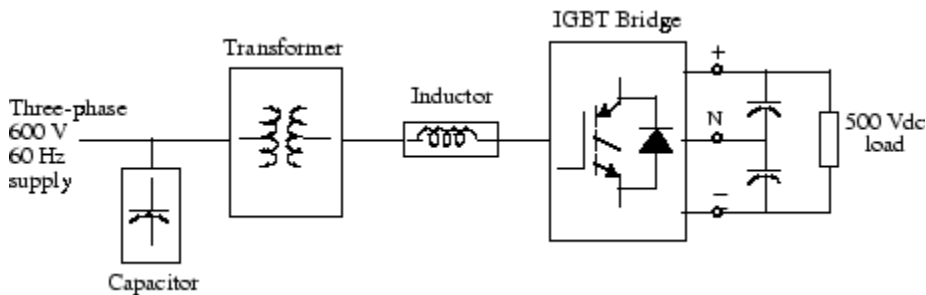 IGBT Bridge
Transformer
Inductor
Three-phase
600 V
60 Hz
supply
Capacitor
+
N
–
500 Vdc
load